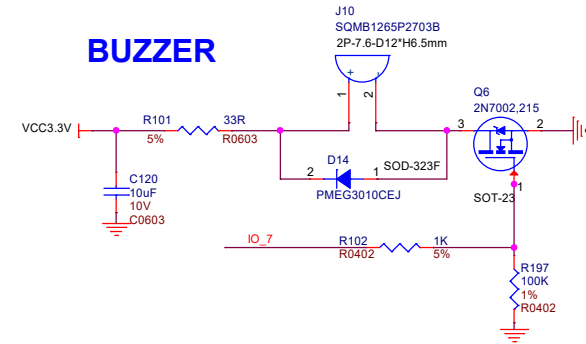 J10
SQMB1265P2703B
2P-7.6-D12*H6.5mm
BUZZER
+
-
1
2
Q6
2N7002,215
3
2
1
SOT-23
VCC3.3V
R101
33R
5%
R0603
D14
SOD-323F
2
1
PMEG3010CEJ
C120
10uF
10V
C0603
IO_7
R102
1K
R0402
5%
R197
100K
1%
R0402